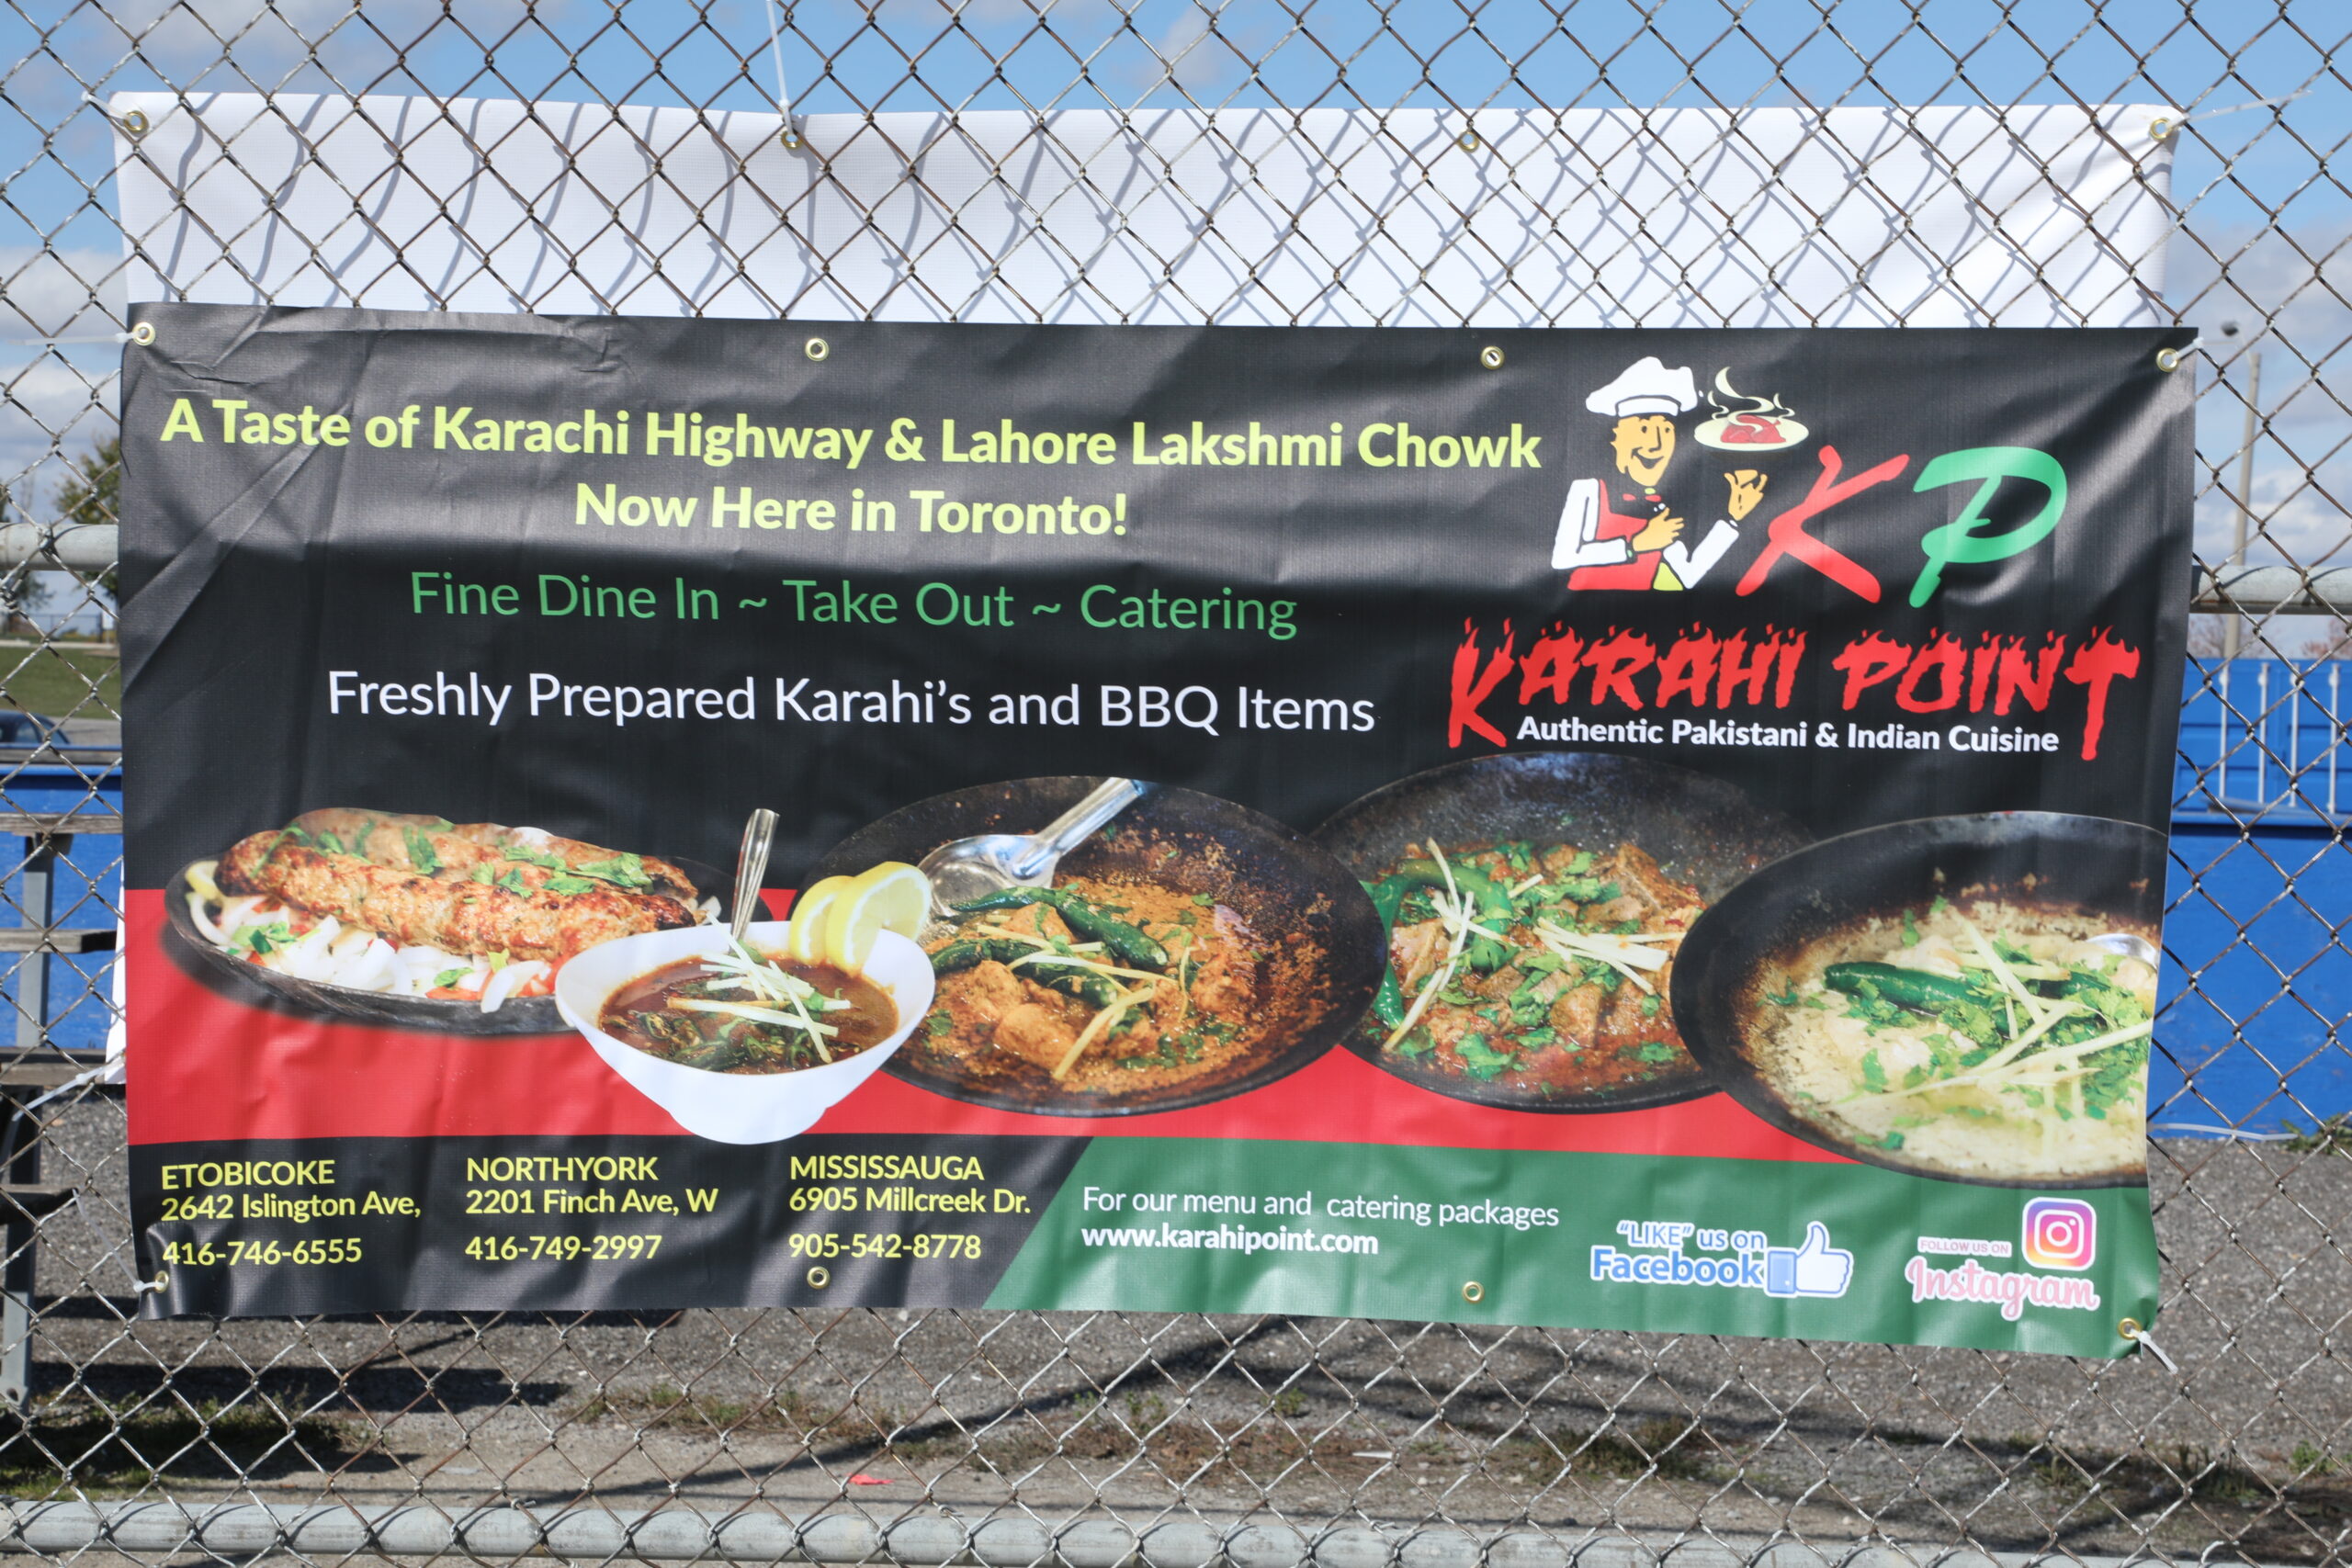 A Taste of Karachi Highway & Lahore Lakshmi Chowk
Now Here in Toronto!
Fine Dine In ~ Take Out ~ Catering
Freshly Prepared Karahi's and BBQ Items
KP
KARAHI POINT
Authentic Pakistani & Indian Cuisine
ETOBICOKE
2642 Islington Ave,
416-746-6555
NORTHYORK
2201 Finch Ave, W
416-749-2997
MISSISSAUGA
6905 Millcreek Dr.
905-542-8778
For our menu and catering packages
www.karahipoint.com
"LIKE" us on
Facebook
FOLLOW US ON
Instagram